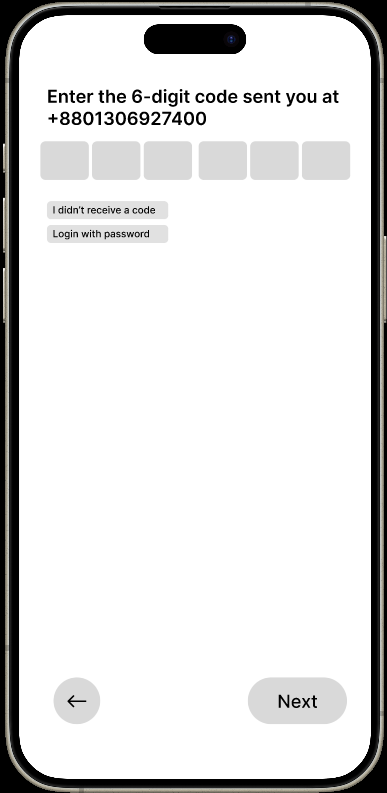 Enter the 6-digit code sent you at
+8801306927400
I didn't receive a code
Login with password
Next